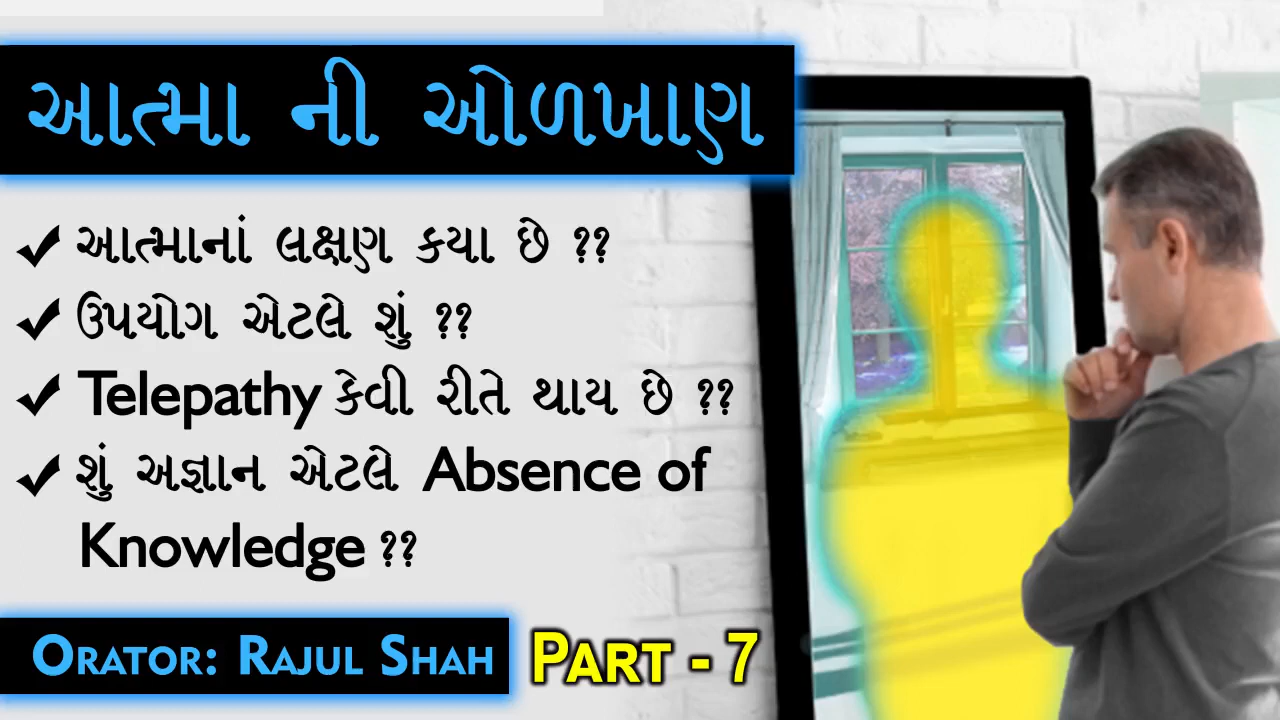 આત્મા ની ઓળખાણ
આત્માનાં લક્ષણ કયા છે ??
ઉપયોગ એટલે શું ??
Telepathy કેવી રીતે થાય છે ??
શું અજ્ઞાન એટલે Absence of
Knowledge ??
ORATOR: RAJUL SHAH
PART - 7